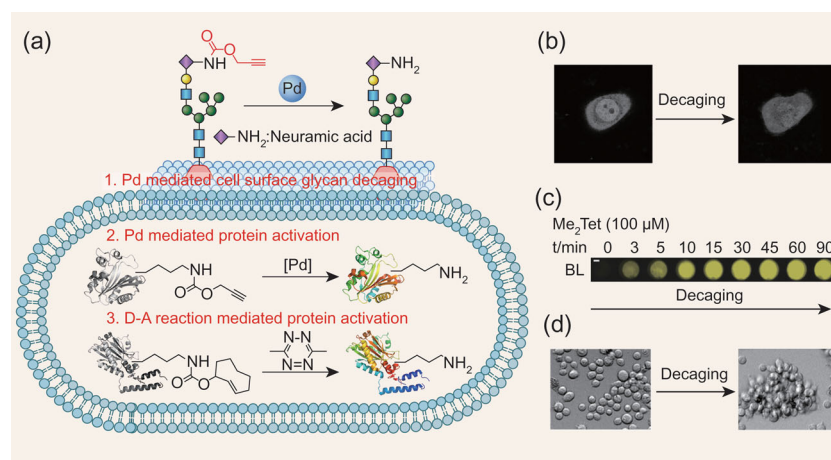 (a)
O
O
NH
Pd
NH₂
NH₂:Neuramic acid
1. Pd mediated cell surface glycan decaging
2. Pd mediated protein activation
NH
O
O
[Pd]
NH₂
3. D-A reaction mediated protein activation
NH
O
O
N=N
N=N
NH₂
(b)
Decaging
(c)
Me₂Tet (100 μM)
t/min 0 3 5 10 15 30 45 60 90
BL
Decaging
(d)
Decaging